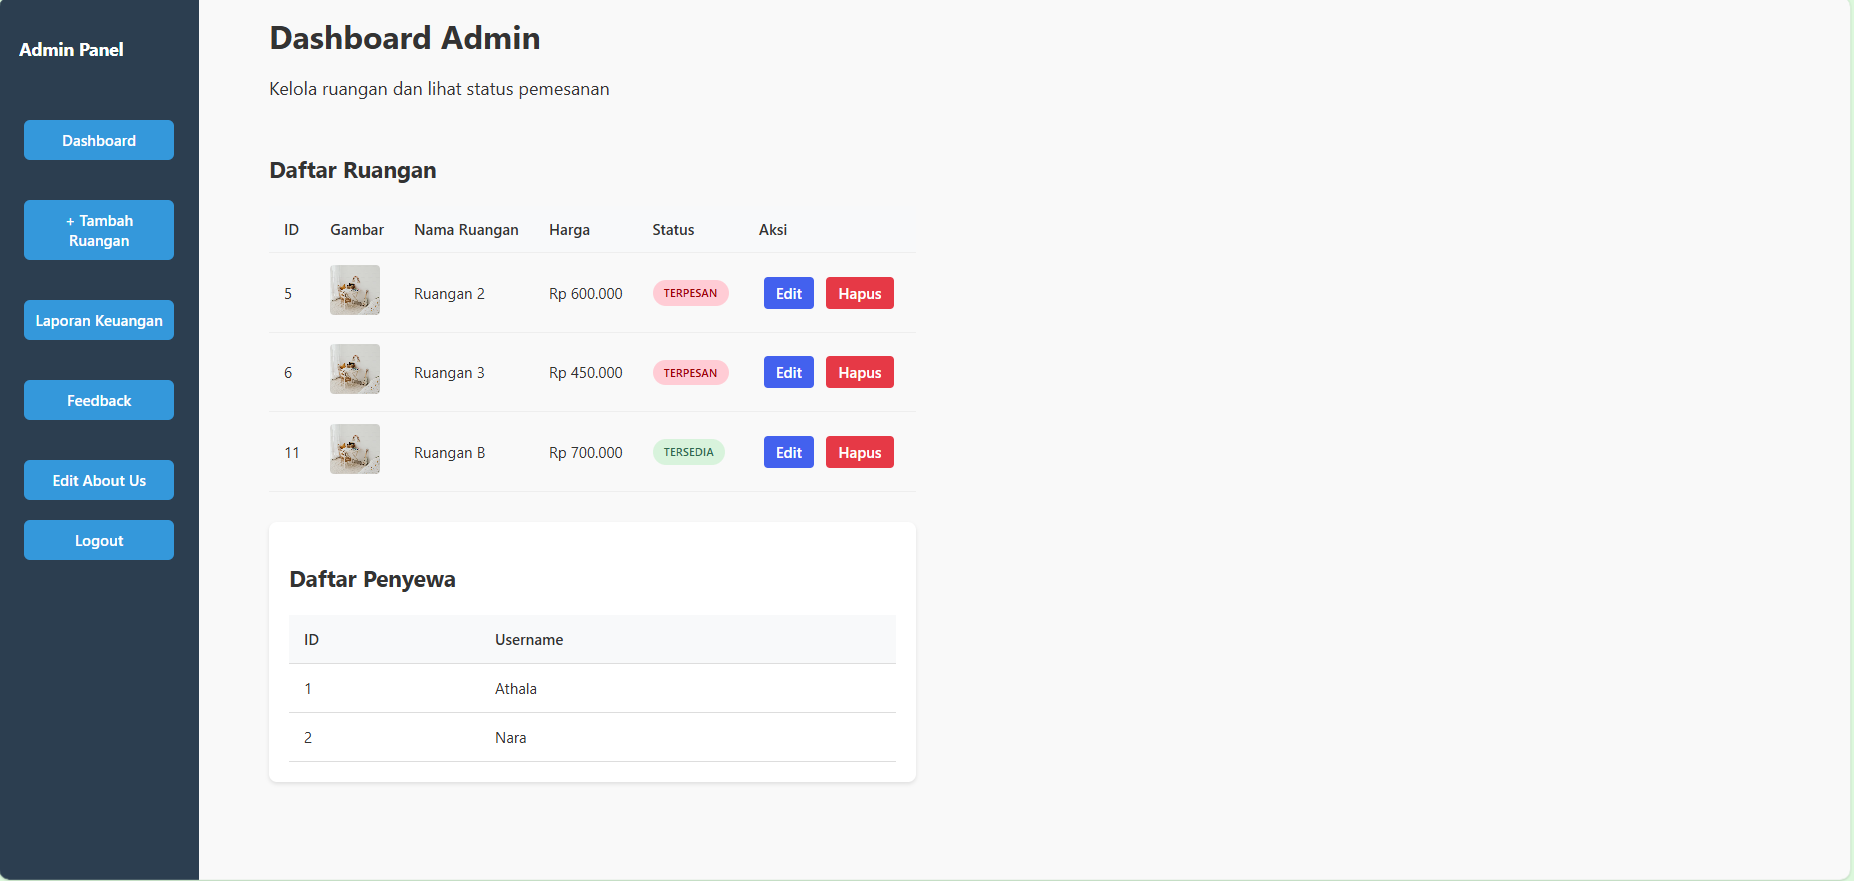 Admin Panel
Dashboard
+ Tambah
Ruangan
Laporan Keuangan
Feedback
Edit About Us
Logout
Dashboard Admin
Kelola ruangan dan lihat status pemesanan
Daftar Ruangan
ID Gambar Nama Ruangan Harga Status Aksi
5 Ruangan 2 Rp 600.000 TERPESAN Edit Hapus
6 Ruangan 3 Rp 450.000 TERPESAN Edit Hapus
11 Ruangan B Rp 700.000 TERSEDIA Edit Hapus
Daftar Penyewa
ID Username
1 Athala
2 Nara